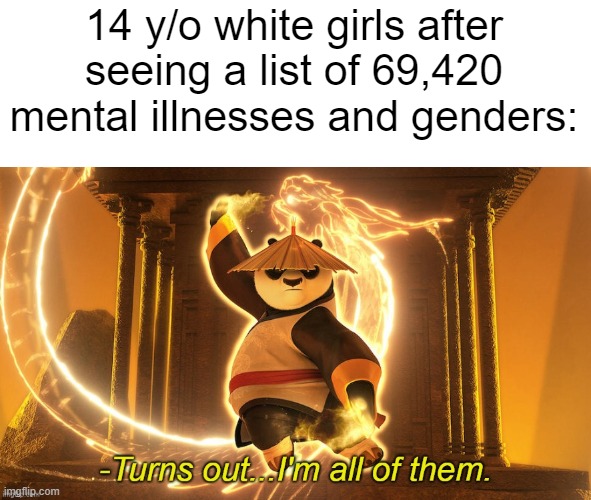 14 y/o white girls after
seeing a list of 69,420
mental illnesses and genders:
-Turns out...I'm all of them.
imgflip.com